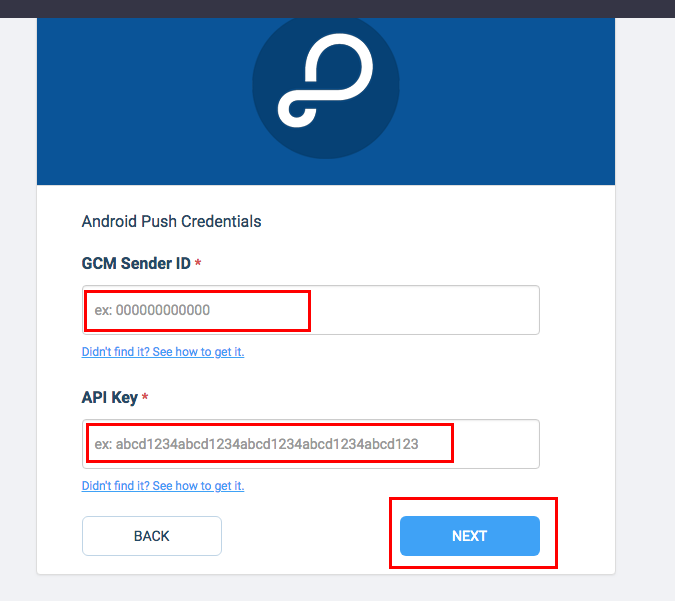 Android Push Credentials
GCM Sender ID *
ex: 000000000000
Didn't find it? See how to get it.
API Key *
ex: abcd1234abcd1234abcd1234abcd1234abcd123
Didn't find it? See how to get it.
BACK
NEXT